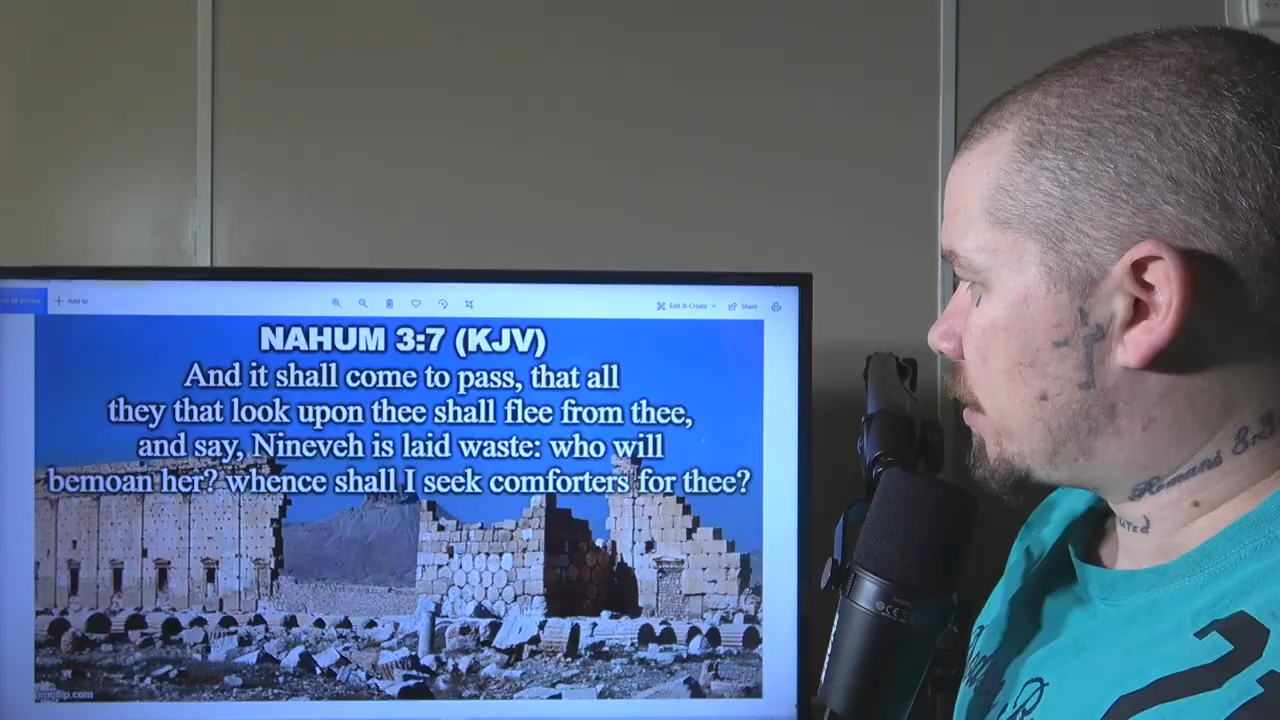 Add to
Edit & Create
Share
NAHUM 3:7 (KJV)
And it shall come to pass, that all
they that look upon thee shall flee from thee,
and say, Nineveh is laid waste: who will
bemoan her? whence shall I seek comforters for thee?
imgflip.com
Romans 8: